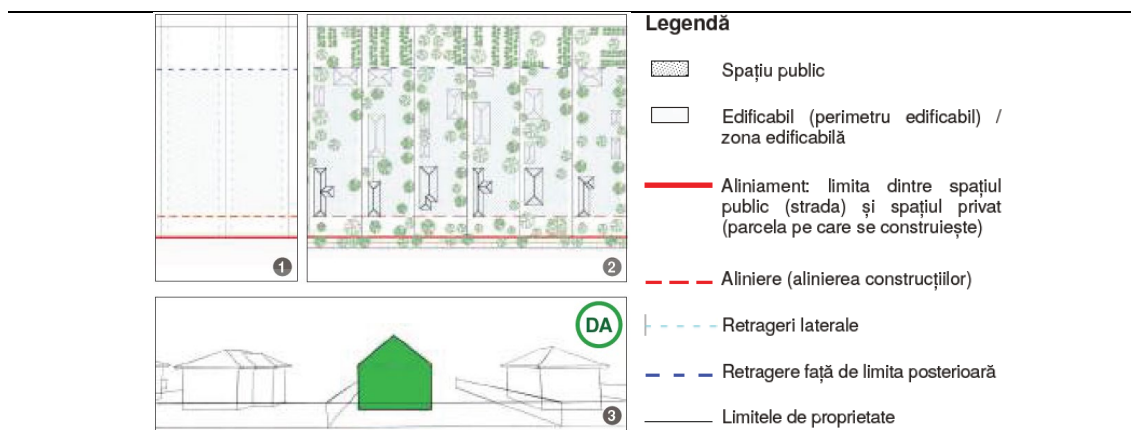 1
2
DA
3
Legendă
Spațiu public
Edificabil (perimetru edificabil) /
zona edificabilă
Aliniament: limita dintre spațiul
public (strada) și spațiul privat
(parcela pe care se construiește)
Aliniere (alinierea construcțiilor)
Retrageri laterale
Retragere față de limita posterioară
Limitele de proprietate